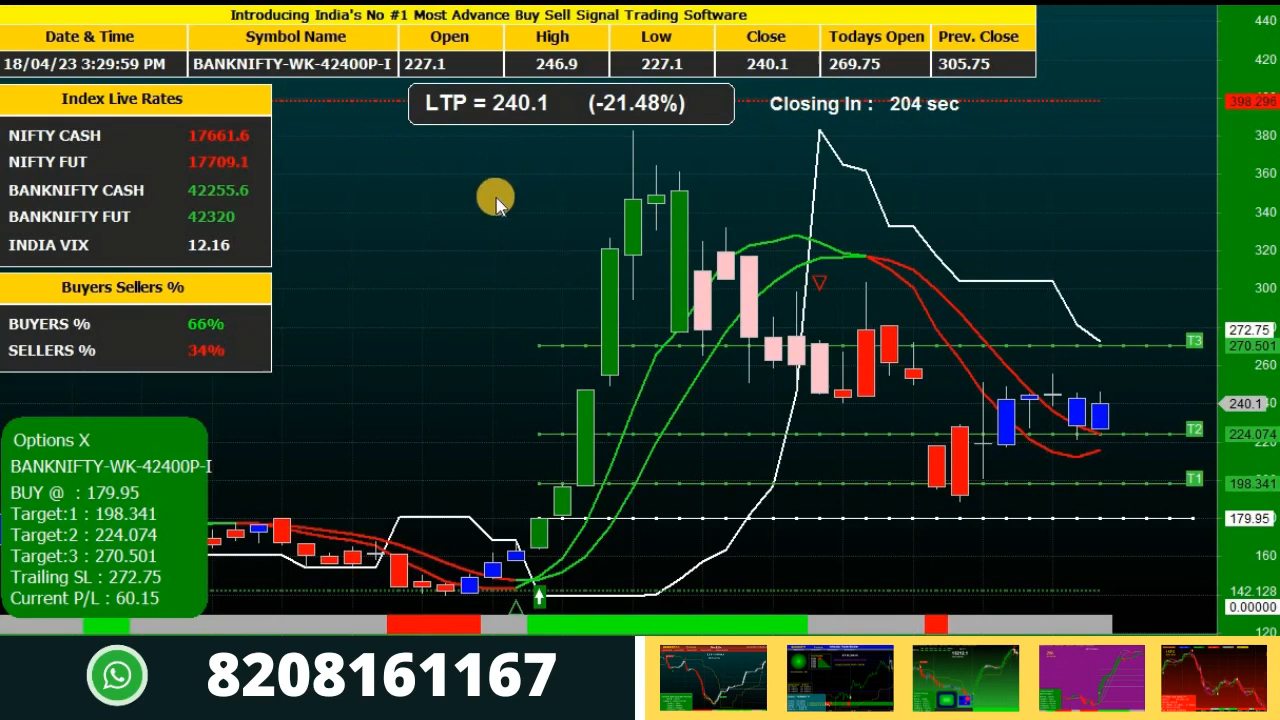 Introducing India's No #1 Most Advance Buy Sell Signal Trading Software
Date & Time Symbol Name Open High Low Close Todays Open Prev. Close
18/04/23 3:29:59 PM BANKNIFTY-WK-42400P-I 227.1 246.9 227.1 240.1 269.75 305.75
Index Live Rates
NIFTY CASH 17661.6
NIFTY FUT 17709.1
BANKNIFTY CASH 42255.6
BANKNIFTY FUT 42320
INDIA VIX 12.16
Buyers Sellers %
BUYERS % 66%
SELLERS % 34%
LTP = 240.1 (-21.48%)
Closing In : 204 sec
Options X
BANKNIFTY-WK-42400P-I
BUY @ : 179.95
Target:1 : 198.341
Target:2 : 224.074
Target:3 : 270.501
Trailing SL : 272.75
Current P/L : 60.15
T3
T2
T1
440
420
398.298
380
360
340
320
300
272.75
270.501
260
240.1
224.074
198.341
179.95
160
142.128
0.00000
120
8208161167